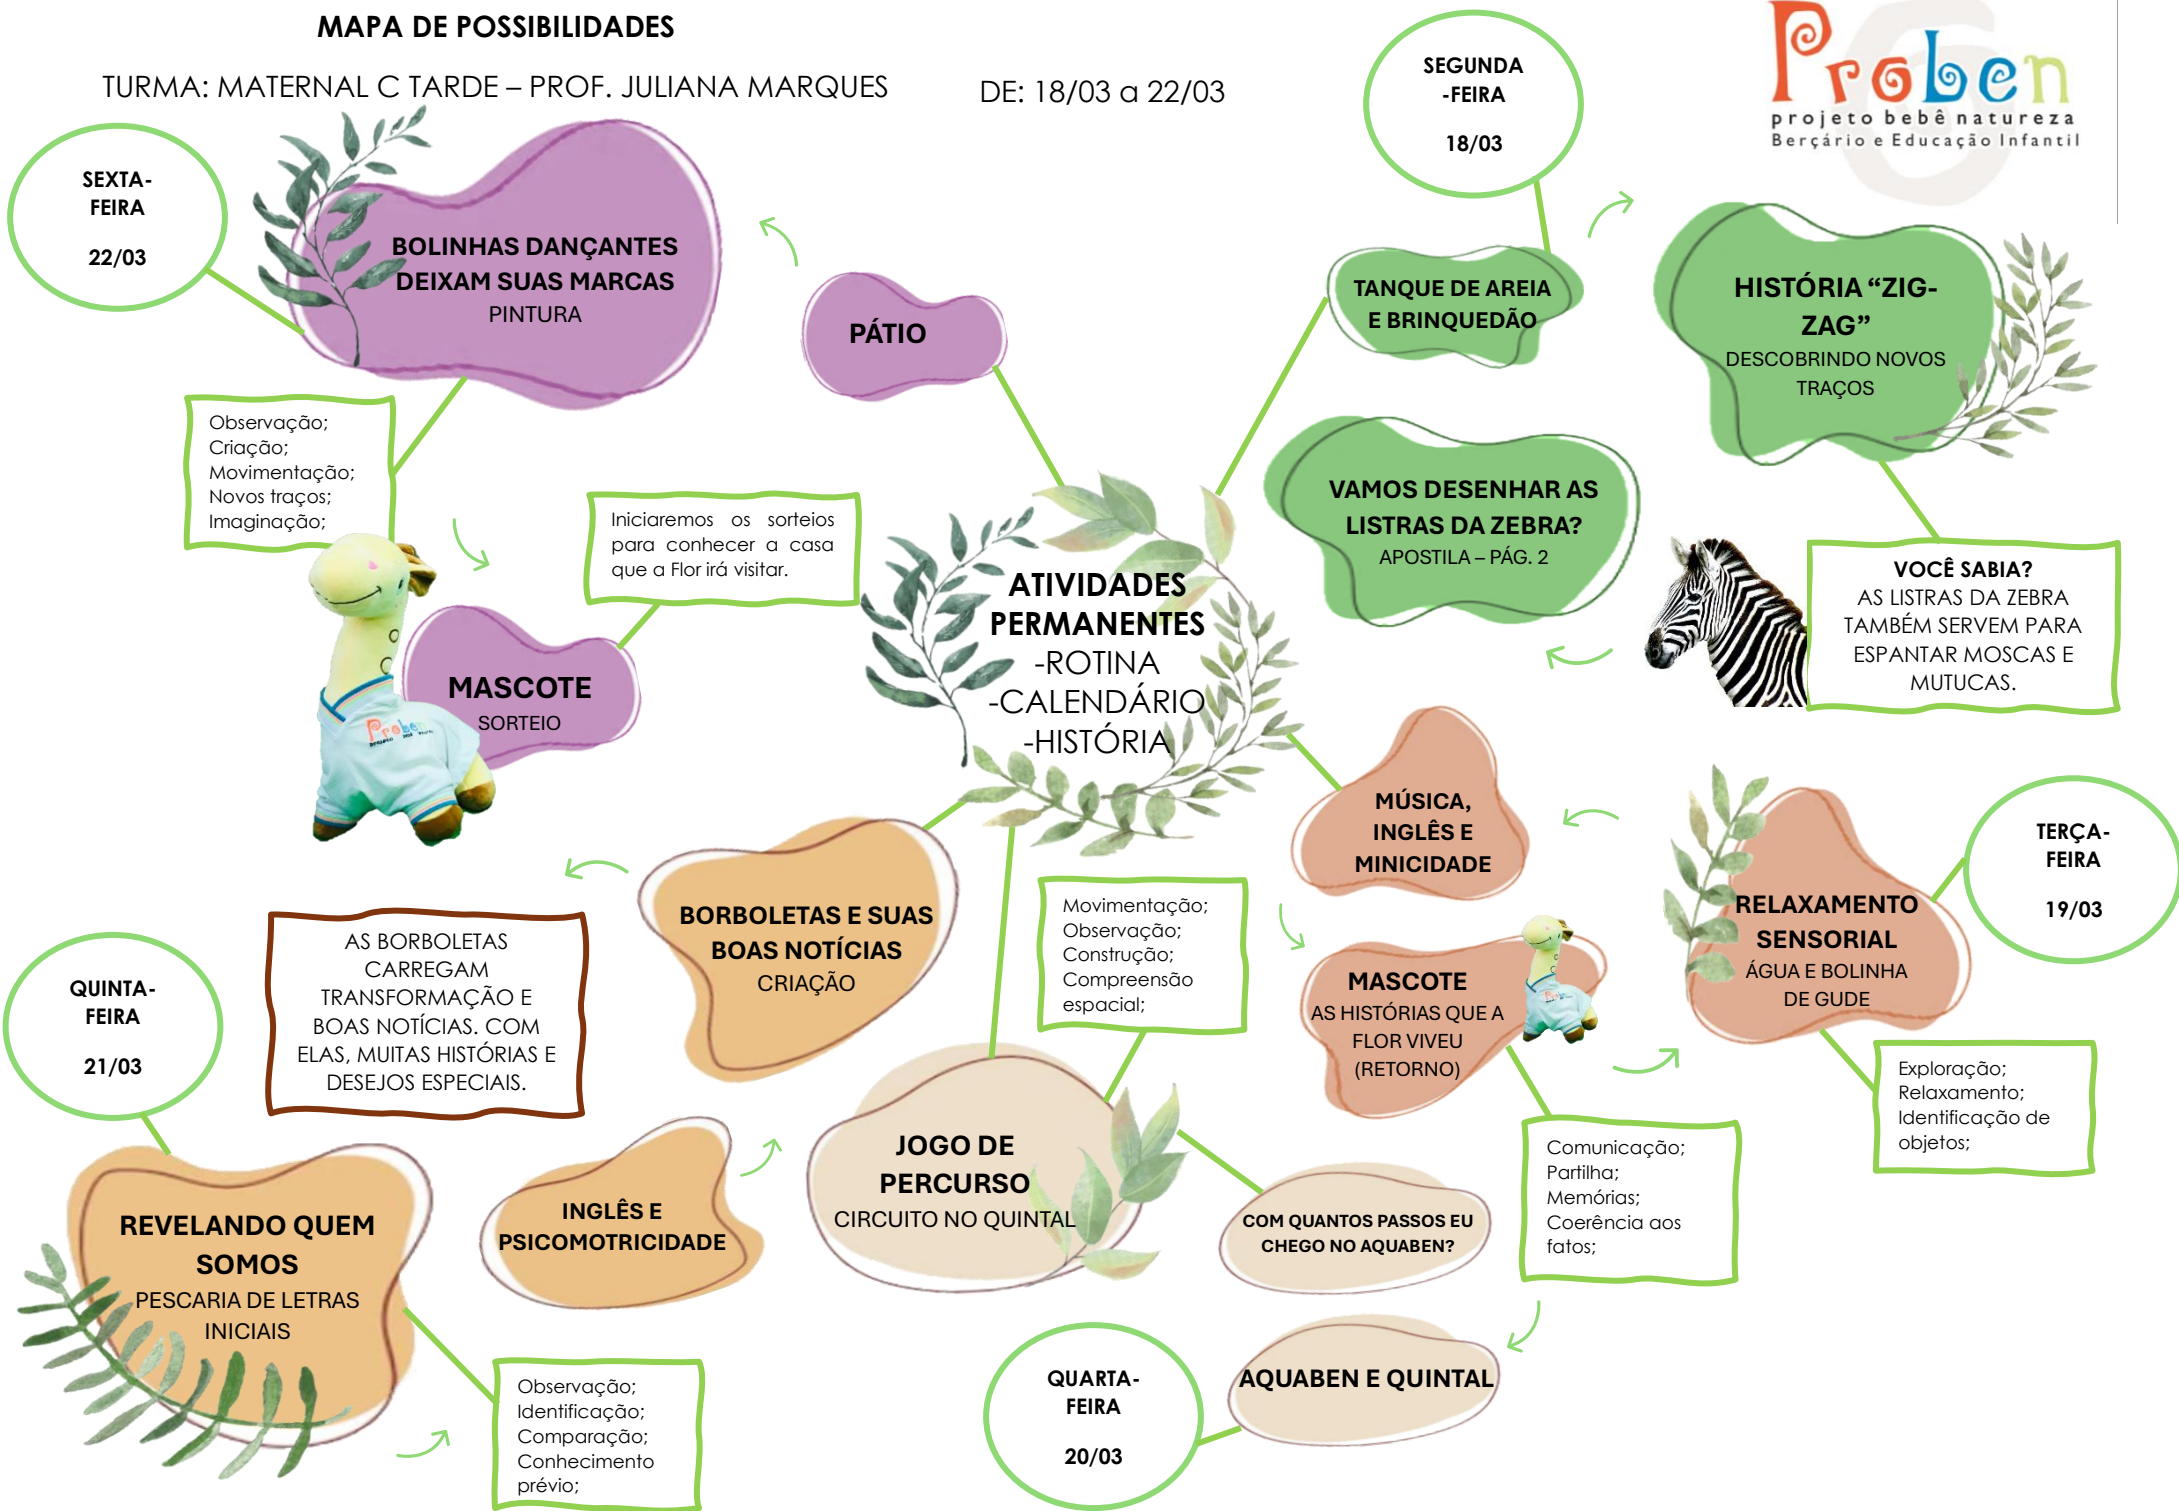 MAPA DE POSSIBILIDADES
TURMA: MATERNAL C TARDE – PROF. JULIANA MARQUES
DE: 18/03 a 22/03
Proben
projeto bebê natureza
Berçário e Educação Infantil
SEGUNDA
-FEIRA
18/03
TANQUE DE AREIA
E BRINQUEDÃO
HISTÓRIA “ZIG-
ZAG”
DESCOBRINDO NOVOS
TRAÇOS
VAMOS DESENHAR AS
LISTRAS DA ZEBRA?
APOSTILA – PÁG. 2
VOCÊ SABIA?
AS LISTRAS DA ZEBRA
TAMBÉM SERVEM PARA
ESPANTAR MOSCAS E
MUTUCAS.
SEXTA-
FEIRA
22/03
BOLINHAS DANÇANTES
DEIXAM SUAS MARCAS
PINTURA
PÁTIO
Observação;
Criação;
Movimentação;
Novos traços;
Imaginação;
Iniciaremos os sorteios
para conhecer a casa
que a Flor irá visitar.
MASCOTE
SORTEIO
Proben
ATIVIDADES
PERMANENTES
-ROTINA
-CALENDÁRIO
-HISTÓRIA
MÚSICA,
INGLÊS E
MINICIDADE
TERÇA-
FEIRA
19/03
RELAXAMENTO
SENSORIAL
ÁGUA E BOLINHA
DE GUDE
Exploração;
Relaxamento;
Identificação de
objetos;
MASCOTE
AS HISTÓRIAS QUE A
FLOR VIVEU
(RETORNO)
Comunicação;
Partilha;
Memórias;
Coerência aos
fatos;
BORBOLETAS E SUAS
BOAS NOTÍCIAS
CRIAÇÃO
AS BORBOLETAS
CARREGAM
TRANSFORMAÇÃO E
BOAS NOTÍCIAS. COM
ELAS, MUITAS HISTÓRIAS E
DESEJOS ESPECIAIS.
Movimentação;
Observação;
Construção;
Compreensão
espacial;
JOGO DE
PERCURSO
CIRCUITO NO QUINTAL
COM QUANTOS PASSOS EU
CHEGO NO AQUABEN?
AQUABEN E QUINTAL
QUARTA-
FEIRA
20/03
QUINTA-
FEIRA
21/03
REVELANDO QUEM
SOMOS
PESCARIA DE LETRAS
INICIAIS
INGLÊS E
PSICOMOTRICIDADE
Observação;
Identificação;
Comparação;
Conhecimento
prévio;